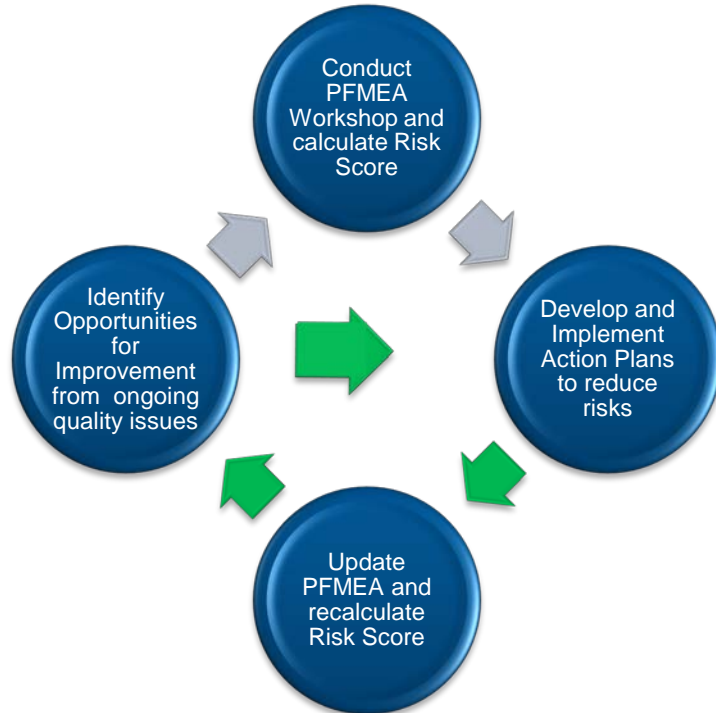 Conduct
PFMEA
Workshop and
calculate Risk
Score
Identify
Opportunities
for
Improvement
from ongoing
quality issues
Develop and
Implement
Action Plans
to reduce
risks
Update
PFMEA and
recalculate
Risk Score